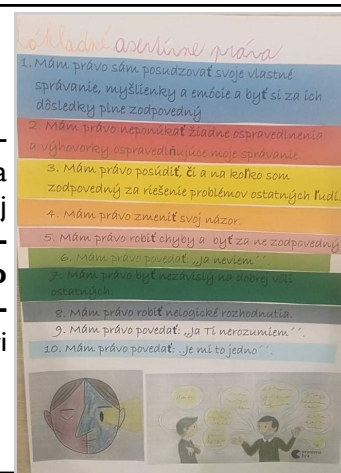 Základné asertívne práva
1. Mám právo sám posudzovať svoje vlastné
správanie, myšlienky a emócie a byť si za ich
dôsledky plne zodpovedný
2. Mám právo neponúkať žiadne ospravedlnenia
a výhovorky ospravedlňujúce moje správanie.
3. Mám právo posúdiť, či a na koľko som
zodpovedný za riešenie problémov ostatných ľudí.
4. Mám právo zmeniť svoj názor.
5. Mám právo robiť chyby a byť za ne zodpovedný
6. Mám právo povedať „Ja neviem´´.
7. Mám právo byť nezávislý na dobrej vôli
ostatných.
8. Mám právo robiť nelogické rozhodnutia.
9. Mám právo povedať: „Ja Ti nerozumiem´´.
10. Mám právo povedať: „Je mi to jedno´´.
a
j
o
i